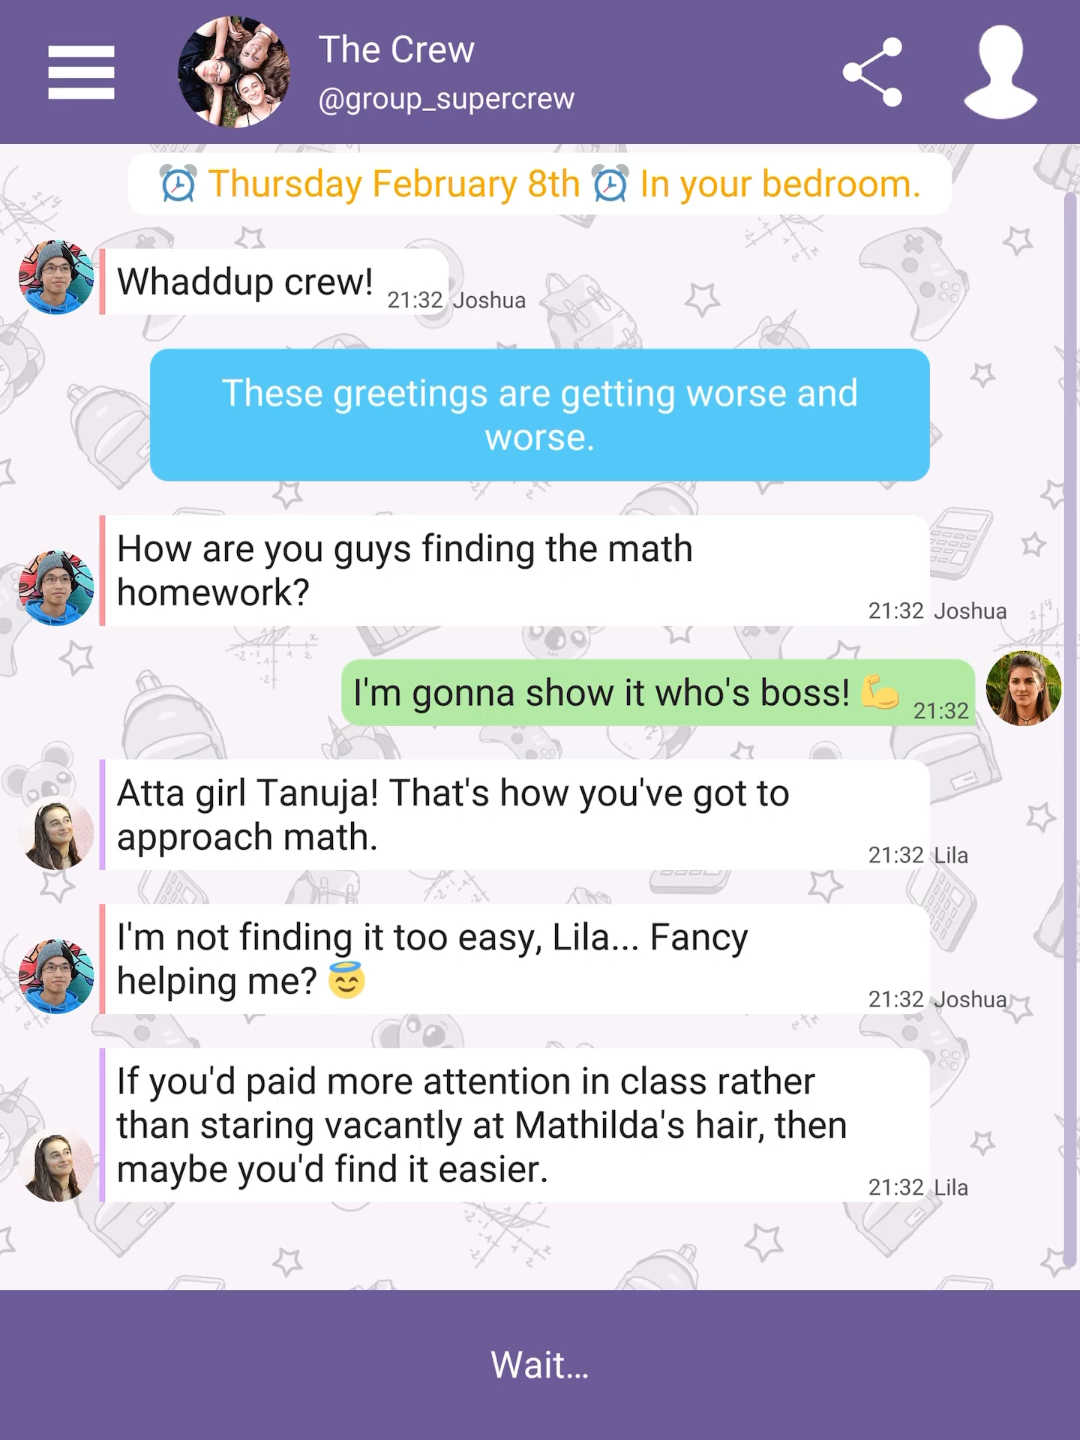 The Crew
@group_supercrew
⏰ Thursday February 8th ⏰ In your bedroom.
Whaddup crew! 21:32 Joshua
These greetings are getting worse and
worse.
How are you guys finding the math
homework?
21:32 Joshua
I'm gonna show it who's boss! 💪 21:32
Atta girl Tanuja! That's how you've got to
approach math.
21:32 Lila
I'm not finding it too easy, Lila... Fancy
helping me? 😇
21:32 Joshua
If you'd paid more attention in class rather
than staring vacantly at Mathilda's hair, then
maybe you'd find it easier.
21:32 Lila
Wait...